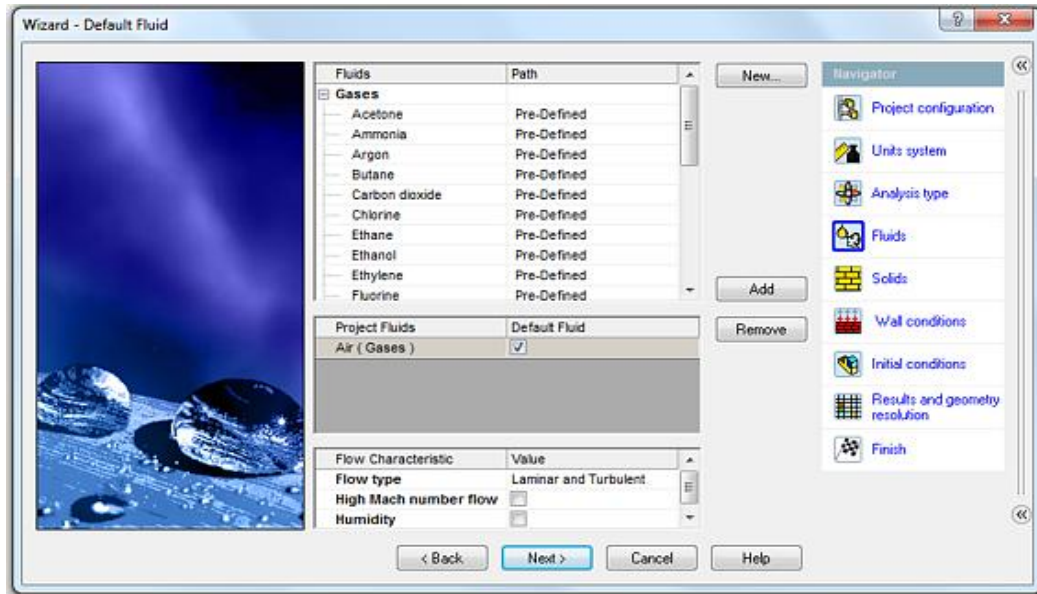 Wizard - Default Fluid
Fluids Path
Gases
Acetone Pre-Defined
Ammonia Pre-Defined
Argon Pre-Defined
Butane Pre-Defined
Carbon dioxide Pre-Defined
Chlorine Pre-Defined
Ethane Pre-Defined
Ethanol Pre-Defined
Ethylene Pre-Defined
Fluorine Pre-Defined
New...
Add
Project Fluids Default Fluid
Air ( Gases )
Remove
Flow Characteristic Value
Flow type Laminar and Turbulent
High Mach number flow
Humidity
< Back Next > Cancel Help
Navigator
Project configuration
Units system
Analysis type
Fluids
Solids
Wall conditions
Initial conditions
Results and geometry
resolution
Finish